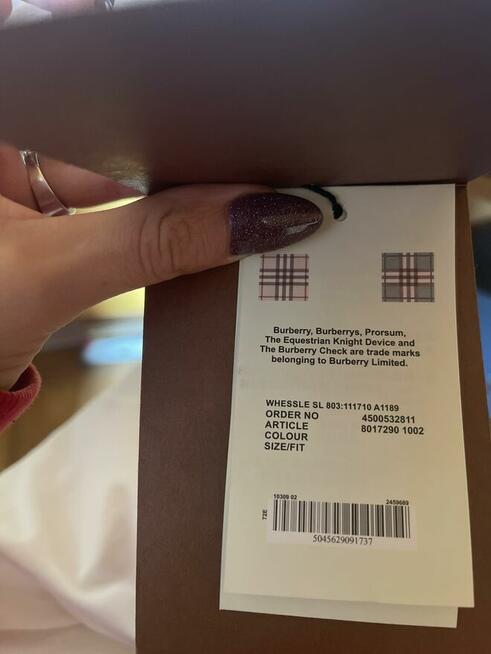 Burberry, Burberrys, Prorsum,
The Equestrian Knight Device and
The Burberry Check are trade marks
belonging to Burberry Limited.
WHESSLE SL 803:111710 A1189
ORDER NO 4500532811
ARTICLE 8017290 1002
COLOUR
SIZE/FIT
10309 02 2459689
72E
5045629091737